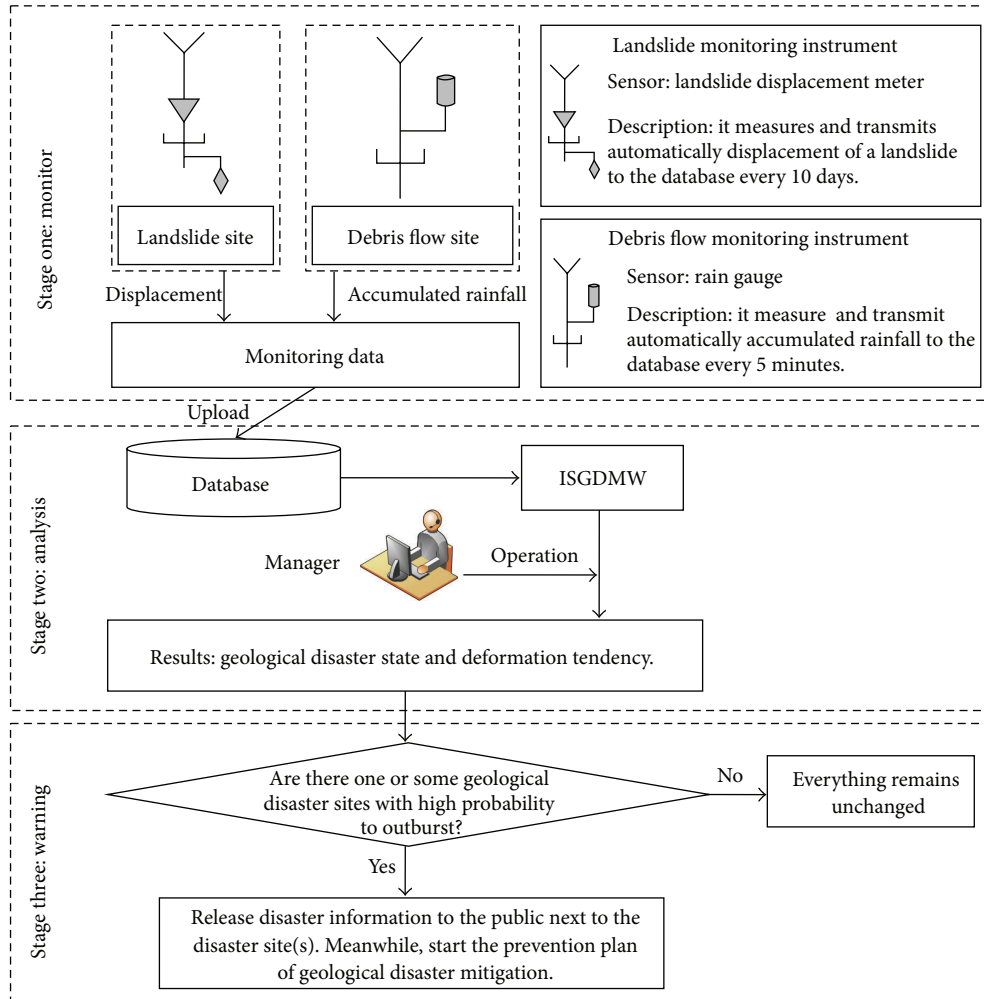 Stage one: monitor
Landslide site
Debris flow site
Displacement
Accumulated rainfall
Monitoring data
Landslide monitoring instrument
Sensor: landslide displacement meter
Description: it measures and transmits
automatically displacement of a landslide
to the database every 10 days.
Debris flow monitoring instrument
Sensor: rain gauge
Description: it measure and transmit
automatically accumulated rainfall to the
database every 5 minutes.
Upload
Stage two: analysis
Database
ISGDMW
Manager
Operation
Results: geological disaster state and deformation tendency.
Stage three: warning
Are there one or some geological
disaster sites with high probability
to outburst?
No
Everything remains
unchanged
Yes
Release disaster information to the public next to the
disaster site(s). Meanwhile, start the prevention plan
of geological disaster mitigation.